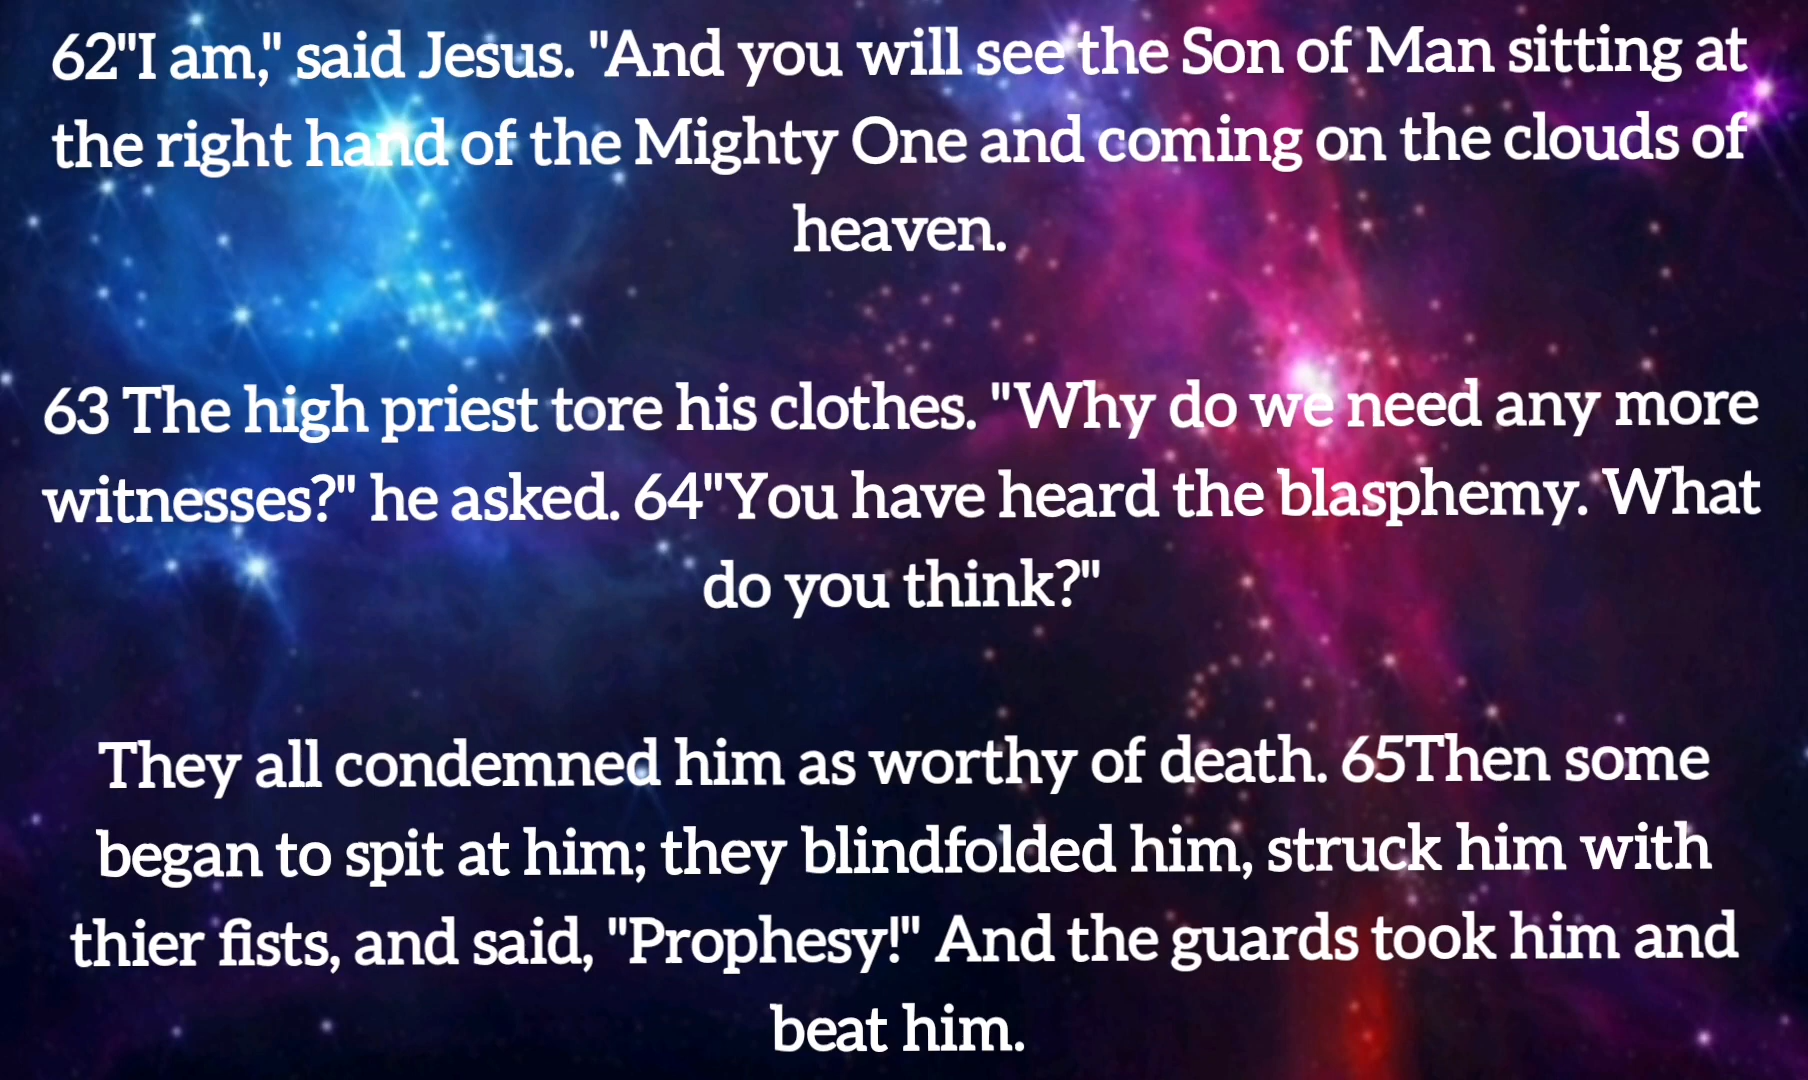 62"I am," said Jesus. "And you will see the Son of Man sitting at
the right hand of the Mighty One and coming on the clouds of
heaven.
63 The high priest tore his clothes. "Why do we need any more
witnesses?" he asked. 64"You have heard the blasphemy. What
do you think?"
They all condemned him as worthy of death. 65Then some
began to spit at him; they blindfolded him, struck him with
thier fists, and said, "Prophesy!" And the guards took him and
beat him.